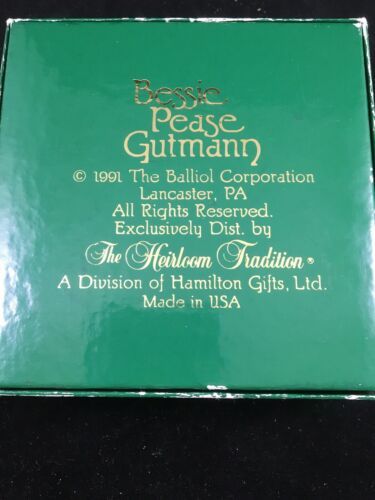 Bessie
Pease
Gutmann
© 1991 The Balliol Corporation
Lancaster, PA
All Rights Reserved.
Exclusively Dist. by
The Heirloom Tradition®
A Division of Hamilton Gifts, Ltd.
Made in USA